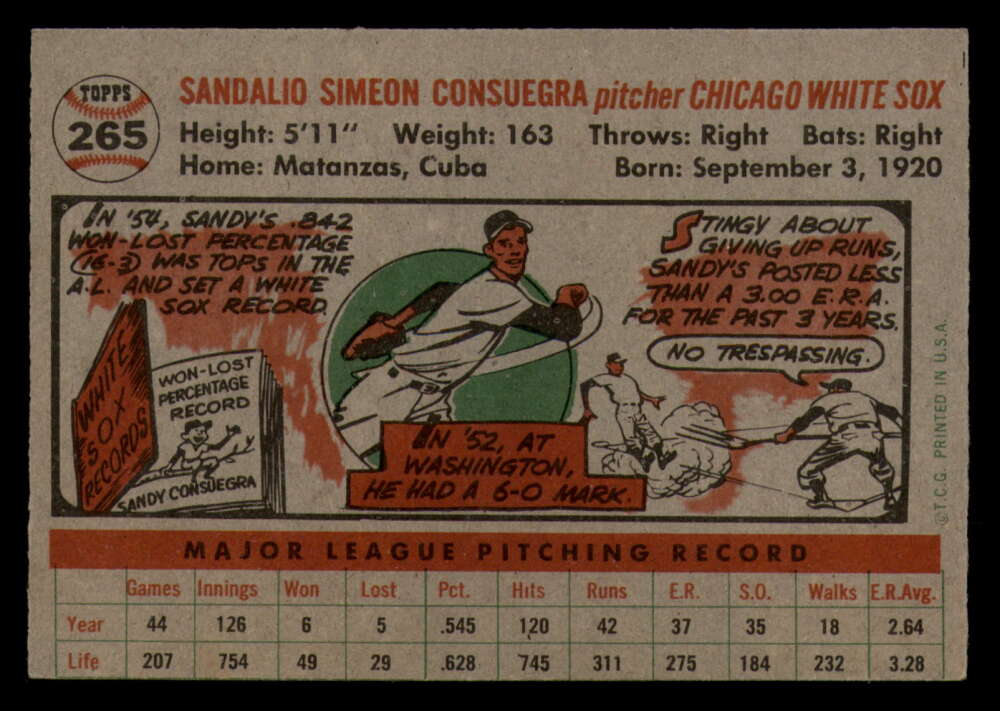 TOPPS
265
SANDALIO SIMEON CONSUEGRA pitcher CHICAGO WHITE SOX
Height: 5'11" Weight: 163 Throws: Right Bats: Right
Home: Matanzas, Cuba Born: September 3, 1920
IN '54, SANDY'S .842
WON-LOST PERCENTAGE
(16-3) WAS TOPS IN THE
A.L. AND SET A WHITE
SOX RECORD.
WHITE
SOX
RECORDS
WON-LOST
PERCENTAGE
RECORD
SANDY CONSUEGRA
IN '52, AT
WASHINGTON,
HE HAD A 6-0 MARK.
STINGY ABOUT
GIVING UP RUNS,
SANDY'S POSTED LESS
THAN A 3.00 E.R.A.
FOR THE PAST 3 YEARS.
NO TRESPASSING.
©T.C.G. PRINTED IN U.S.A.
MAJOR LEAGUE PITCHING RECORD
Games Innings Won Lost Pct. Hits Runs E.R. S.O. Walks E.R.Avg.
Year 44 126 6 5 .545 120 42 37 35 18 2.64
Life 207 754 49 29 .628 745 311 275 184 232 3.28